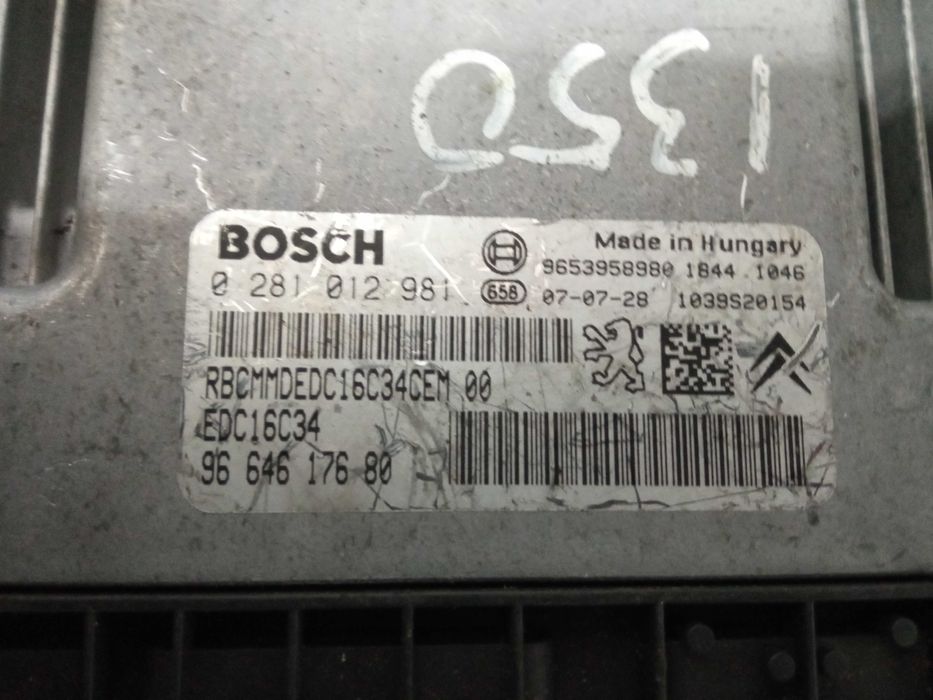 1350
BOSCH
Made in Hungary
9653958980 1844 1046
0 281 012 981
658
07-07-28 1039S20154
RBCMMDEDC16C34CEM 00
EDC16C34
96 646 176 80